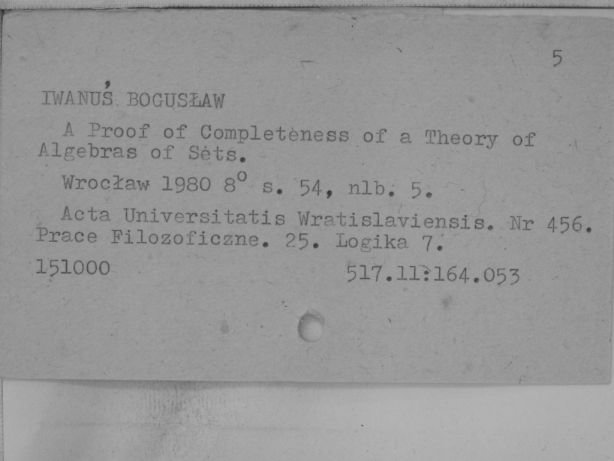 5
IWANUŚ BOGUSŁAW
A Proof of Completeness of a Theory of
Algebras of Sets.
Wrocław 1980 8° s. 54, nlb. 5.
Acta Universitatis Wratislaviensis. Nr 456.
Prace Filozoficzne. 25. Logika 7.
151000 517.11:164.053